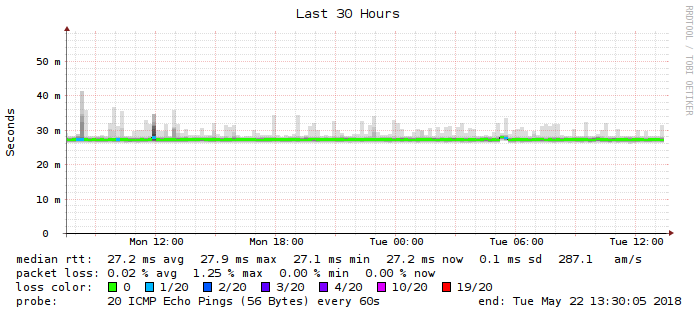 Last 30 Hours
RRDTOOL / TOBI OETIKER
Seconds
50 m
40 m
30 m
20 m
10 m
0
Mon 12:00 Mon 18:00 Tue 00:00 Tue 06:00 Tue 12:00
median rtt: 27.2 ms avg 27.9 ms max 27.1 ms min 27.2 ms now 0.1 ms sd 287.1 am/s
packet loss: 0.02 % avg 1.25 % max 0.00 % min 0.00 % now
loss color: 0 1/20 2/20 3/20 4/20 10/20 19/20
probe: 20 ICMP Echo Pings (56 Bytes) every 60s end: Tue May 22 13:30:05 2018